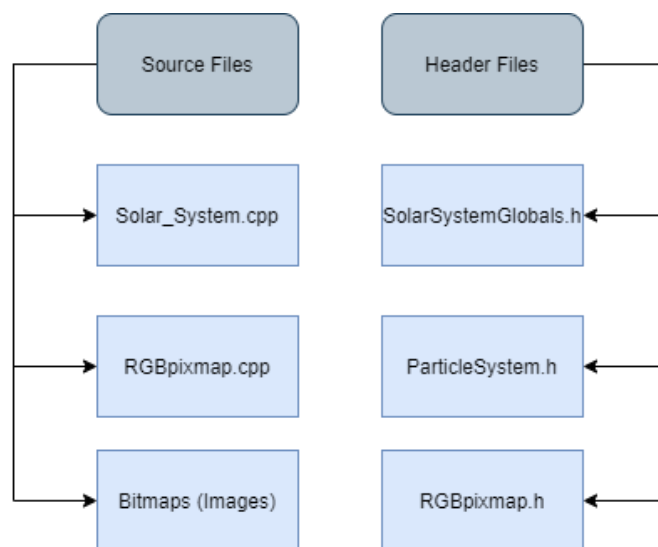 Source Files
Header Files
Solar_System.cpp
SolarSystemGlobals.h
RGBpixmap.cpp
ParticleSystem.h
Bitmaps (Images)
RGBpixmap.h